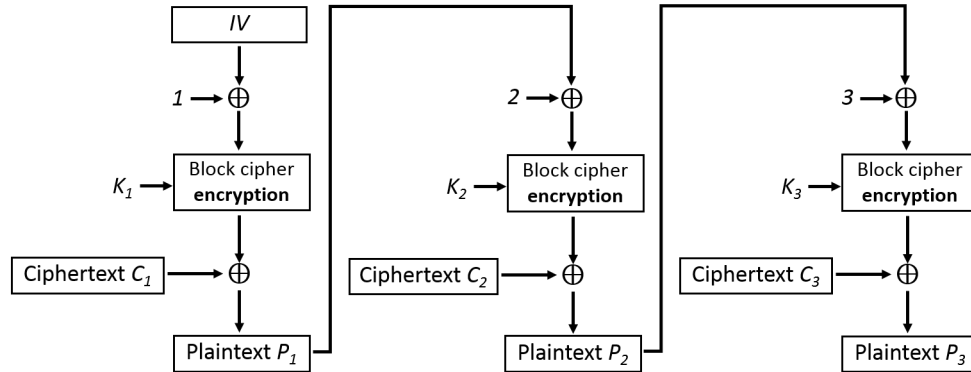 IV
1
2
3
K1
Block cipher
encryption
K2
Block cipher
encryption
K3
Block cipher
encryption
Ciphertext C1
Ciphertext C2
Ciphertext C3
Plaintext P1
Plaintext P2
Plaintext P3